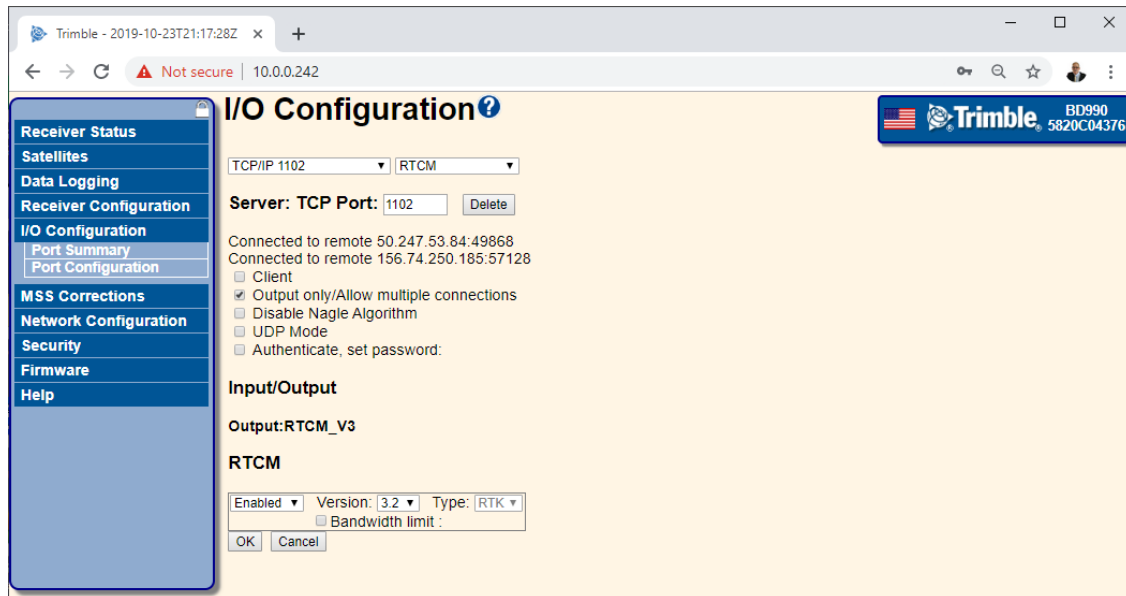 Trimble - 2019-10-23T21:17:28Z
Not secure | 10.0.0.242
Receiver Status
Satellites
Data Logging
Receiver Configuration
I/O Configuration
Port Summary
Port Configuration
MSS Corrections
Network Configuration
Security
Firmware
Help
I/O Configuration
Trimble BD990
5820C04376
TCP/IP 1102 RTCM
Server: TCP Port: 1102 Delete
Connected to remote 50.247.53.84:49868
Connected to remote 156.74.250.185:57128
Client
Output only/Allow multiple connections
Disable Nagle Algorithm
UDP Mode
Authenticate, set password:
Input/Output
Output:RTCM_V3
RTCM
Enabled Version: 3.2 Type: RTK
Bandwidth limit :
OK Cancel